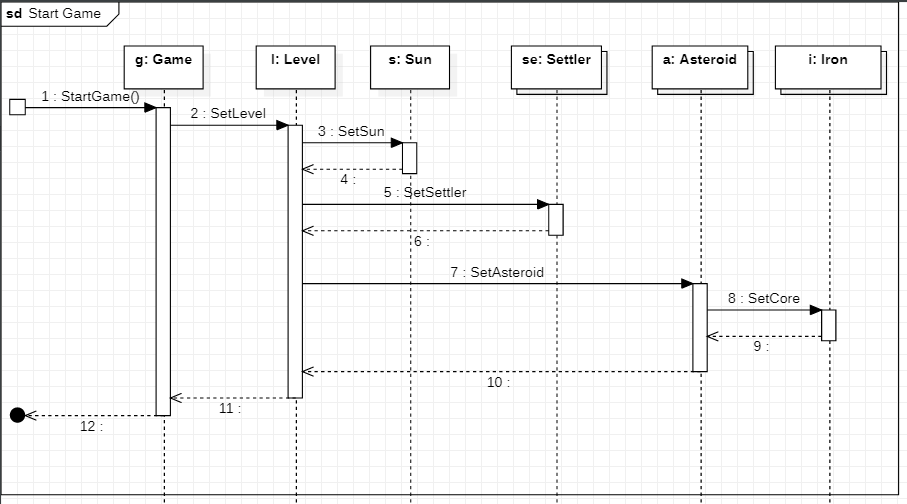 sd Start Game
g: Game
l: Level
s: Sun
se: Settler
a: Asteroid
i: Iron
1 : StartGame()
2 : SetLevel
3 : SetSun
4 :
5 : SetSettler
6 :
7 : SetAsteroid
8 : SetCore
9 :
10 :
11 :
12 :